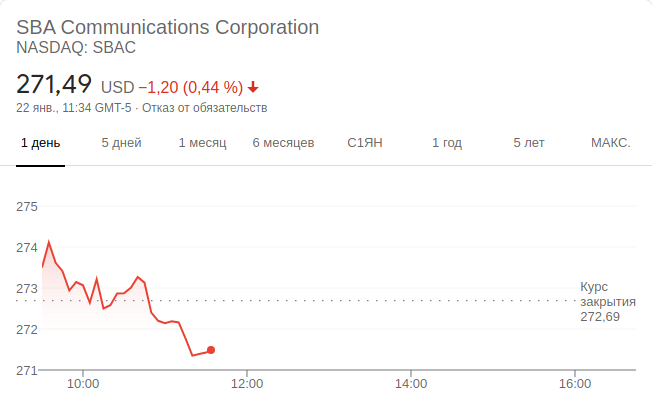 SBA Communications Corporation
NASDAQ: SBAC
271,49 USD −1,20 (0,44 %)
22 янв., 11:34 GMT-5 · Отказ от обязательств
1 день 5 дней 1 месяц 6 месяцев С1ЯН 1 год 5 лет МАКС.
275
274
273
272
271
Курс
закрытия
272,69
10:00 12:00 14:00 16:00